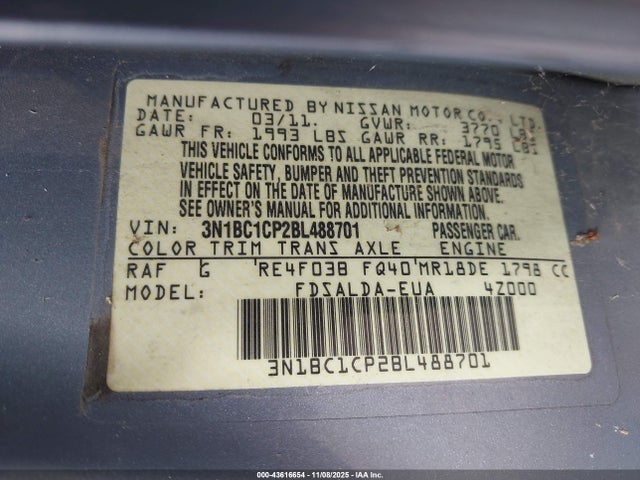 MANUFACTURED BY NISSAN MOTOR CO., LTD.
DATE: 03/11. GVWR: 3770 LBS
GAWR FR: 1993 LBS GAWR RR: 1795 LBS
THIS VEHICLE CONFORMS TO ALL APPLICABLE FEDERAL MOTOR
VEHICLE SAFETY, BUMPER AND THEFT PREVENTION STANDARDS
IN EFFECT ON THE DATE OF MANUFACTURE SHOWN ABOVE.
SEE OWNER'S MANUAL FOR ADDITIONAL INFORMATION.
VIN: 3N1BC1CP2BL488701 PASSENGER CAR.
COLOR TRIM TRANS AXLE ENGINE
RAF G RE4F03B FQ40 MR18DE 1798 CC
MODEL: FDSALDA-EUA 4Z000
3N1BC1CP2BL488701
000-43616654 - 11/08/2025 - IAA Inc.